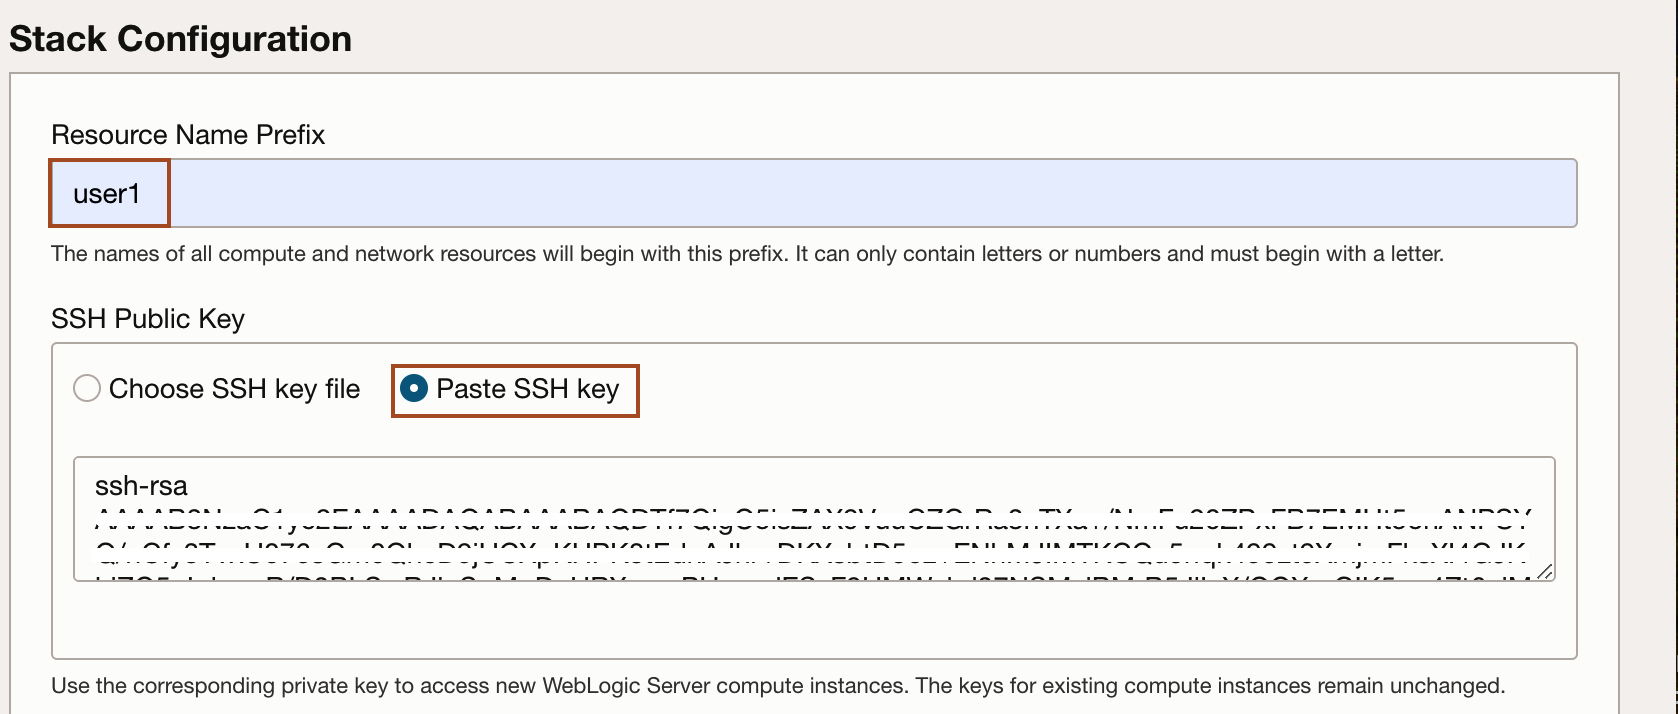 Stack Configuration
Resource Name Prefix
user1
The names of all compute and network resources will begin with this prefix. It can only contain letters or numbers and must begin with a letter.
SSH Public Key
Choose SSH key file
Paste SSH key
ssh-rsa
Use the corresponding private key to access new WebLogic Server compute instances. The keys for existing compute instances remain unchanged.